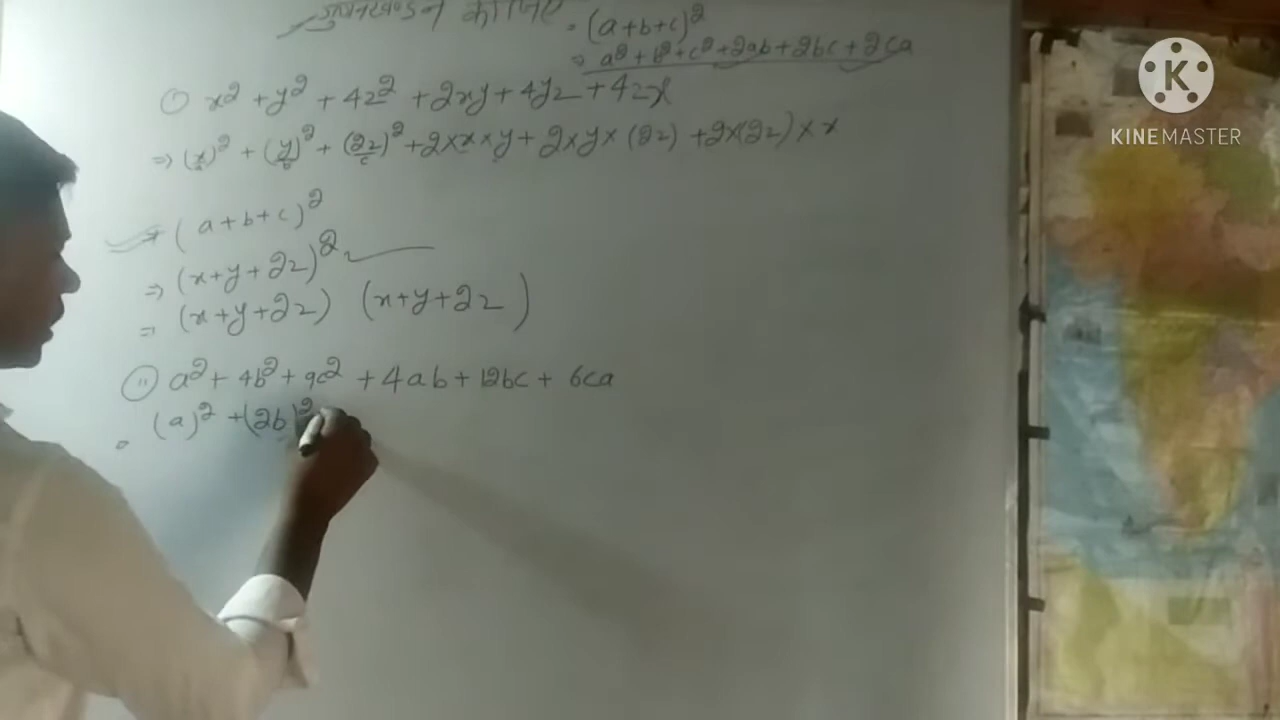 गुणनखण्डन कीजिए
= (a+b+c)²
⇒ a²+b²+c²+2ab+2bc+2ca
① x² + y² + 4z² + 2xy + 4yz + 4zx
⇒ (x)² + (y)² + (2z)² + 2×x×y + 2×y×(2z) + 2×(2z)×x
a b c
→ (a+b+c)²
⇒ (x+y+2z)²
= (x+y+2z) (x+y+2z)
(ii) a² + 4b² + 9c² + 4ab + 12bc + 6ca
= (a)² + (2b)²
K
KINEMASTER